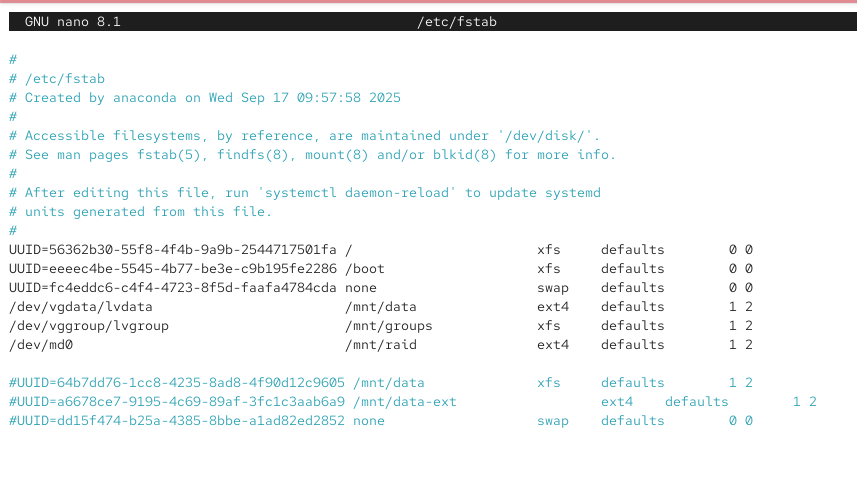 GNU nano 8.1 /etc/fstab
#
# /etc/fstab
# Created by anaconda on Wed Sep 17 09:57:58 2025
#
# Accessible filesystems, by reference, are maintained under '/dev/disk/'.
# See man pages fstab(5), findfs(8), mount(8) and/or blkid(8) for more info.
#
# After editing this file, run 'systemctl daemon-reload' to update systemd
# units generated from this file.
#
UUID=56362b30-55f8-4f4b-9a9b-2544717501fa / xfs defaults 0 0
UUID=eeeec4be-5545-4b77-be3e-c9b195fe2286 /boot xfs defaults 0 0
UUID=fc4eddc6-c4f4-4723-8f5d-faafa4784cda none swap defaults 0 0
/dev/vgdata/lvdata /mnt/data ext4 defaults 1 2
/dev/vggroup/lvgroup /mnt/groups xfs defaults 1 2
/dev/md0 /mnt/raid ext4 defaults 1 2
#UUID=64b7dd76-1cc8-4235-8ad8-4f90d12c9605 /mnt/data xfs defaults 1 2
#UUID=a6678ce7-9195-4c69-89af-3fc1c3aab6a9 /mnt/data-ext ext4 defaults 1 2
#UUID=dd15f474-b25a-4385-8bbe-a1ad82ed2852 none swap defaults 0 0